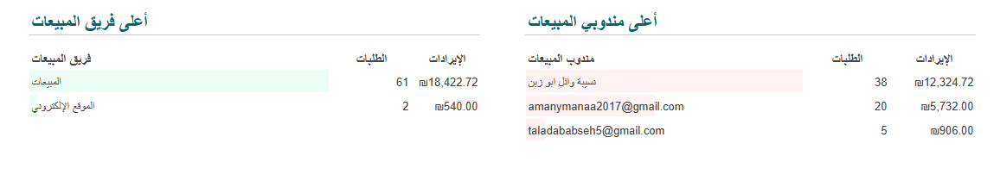 أعلى مندوبي المبيعات
مندوب المبيعات الطلبات الإيرادات
نسيبة وائل ابو زين 38 ₪12,324.72
amanymanaa2017@gmail.com 20 ₪5,732.00
taladababseh5@gmail.com 5 ₪906.00
أعلى فريق المبيعات
فريق المبيعات الطلبات الإيرادات
المبيعات 61 ₪18,422.72
الموقع الإلكتروني 2 ₪540.00